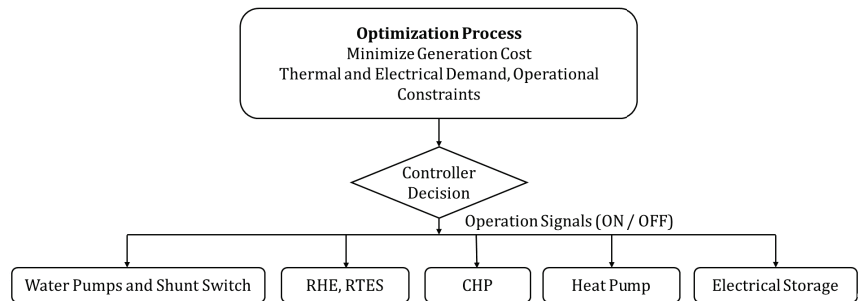 Optimization Process
Minimize Generation Cost
Thermal and Electrical Demand, Operational
Constraints
Controller
Decision
Operation Signals (ON / OFF)
Water Pumps and Shunt Switch
RHE, RTES
CHP
Heat Pump
Electrical Storage